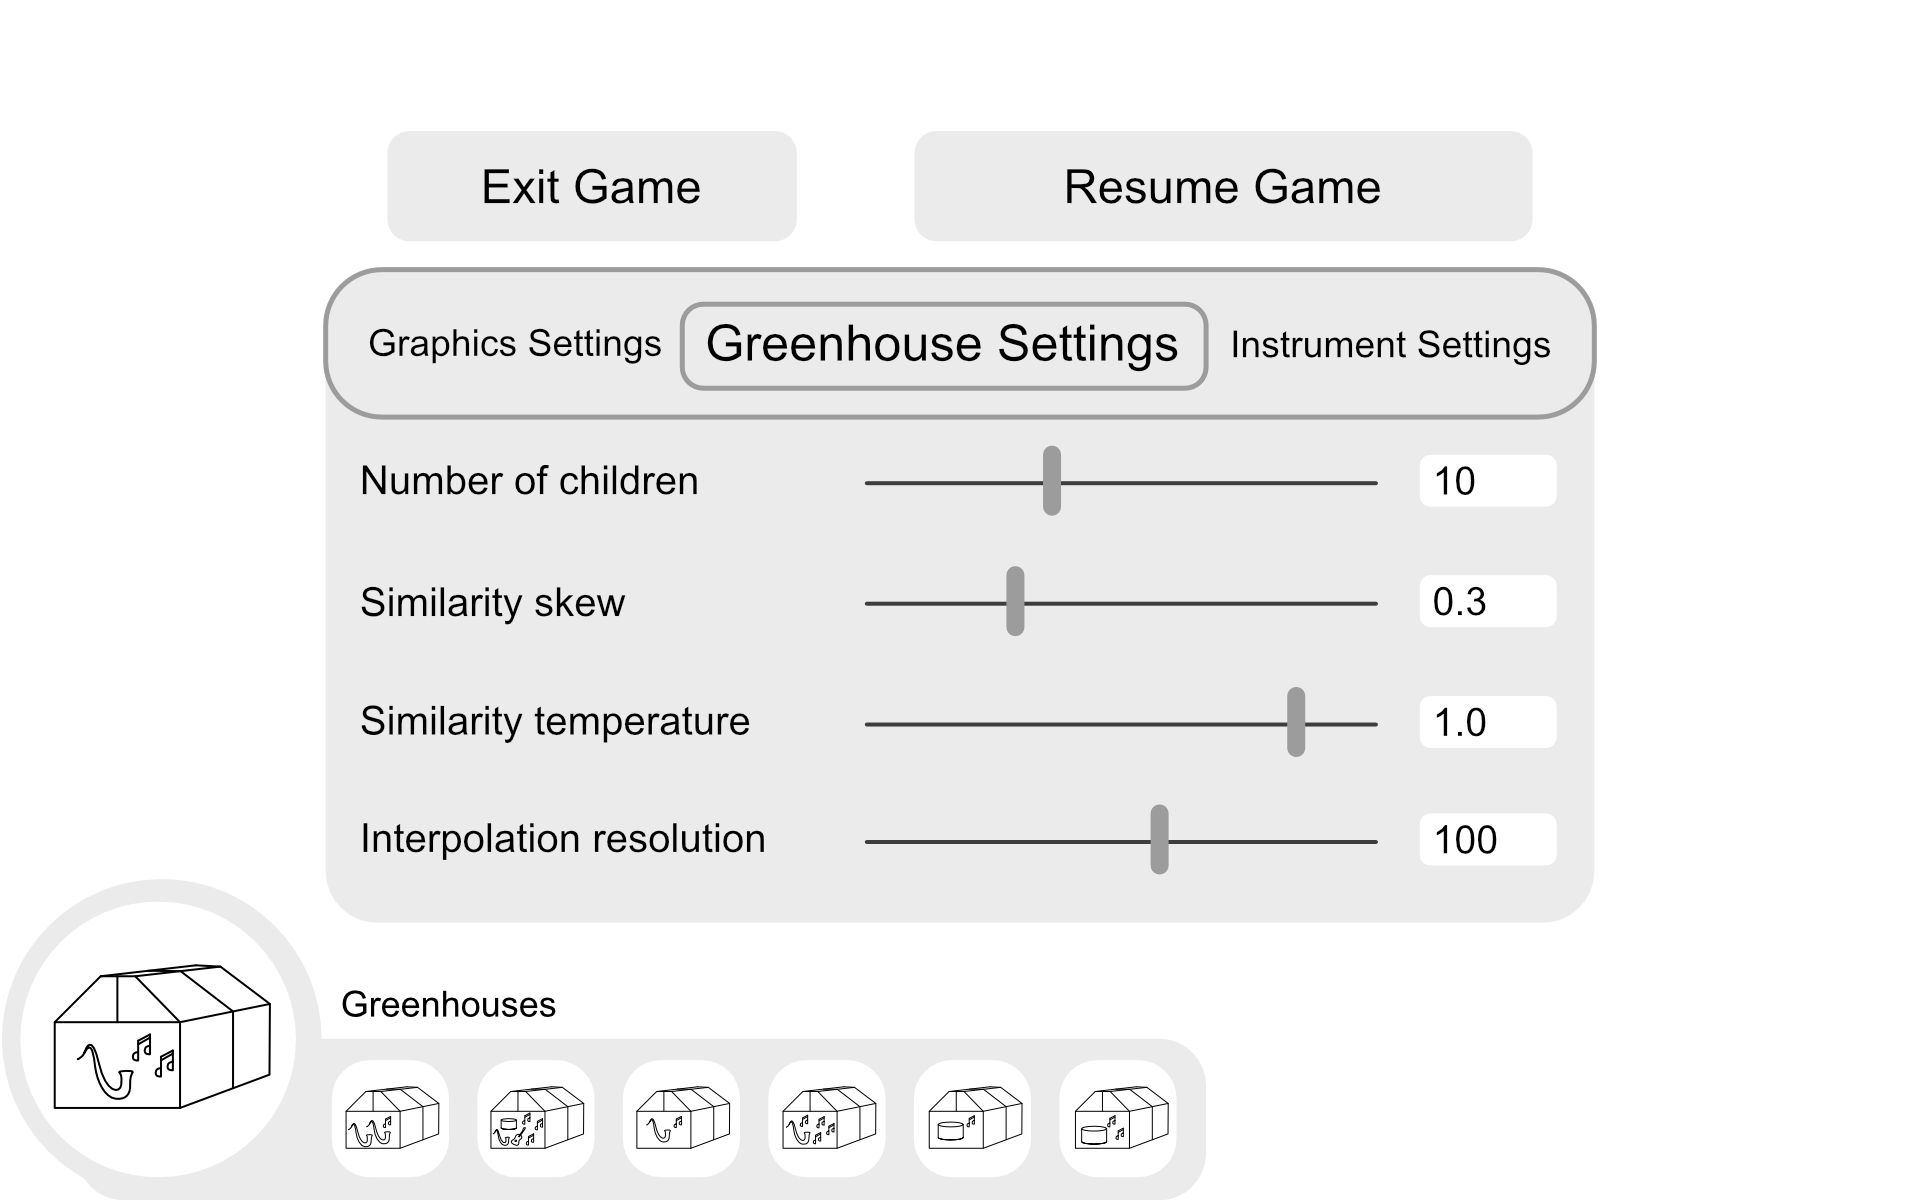 Exit Game
Resume Game
Graphics Settings
Greenhouse Settings
Instrument Settings
Number of children
10
Similarity skew
0.3
Similarity temperature
1.0
Interpolation resolution
100
Greenhouses